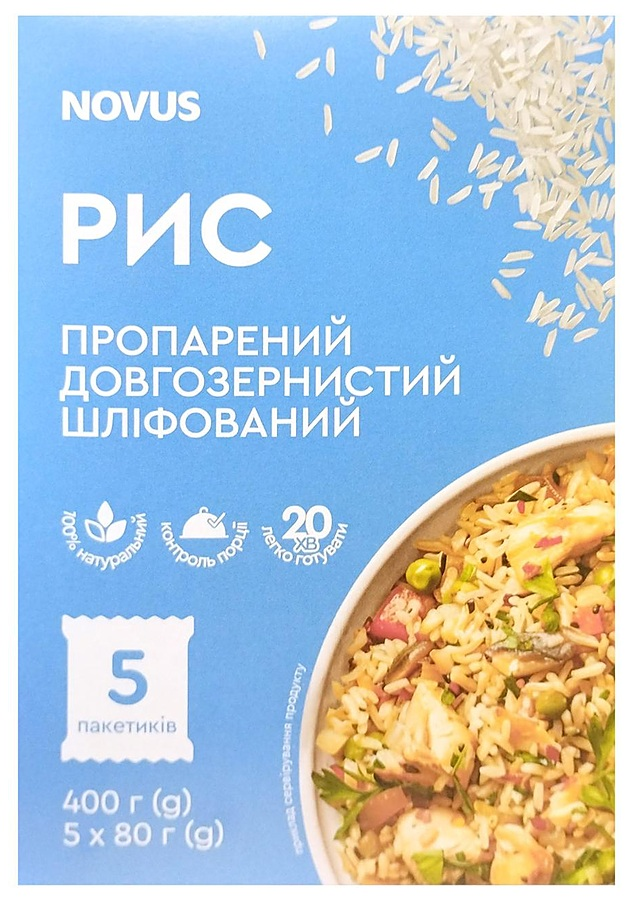 NOVUS
РИС
ПРОПАРЕНИЙ
ДОВГОЗЕРНИСТИЙ
ШЛІФОВАНИЙ
100% натуральний
контроль порції
20
ХВ
легко готувати
5
пакетиків
400 г (g)
5 x 80 г (g)
приклад сервірування продукту